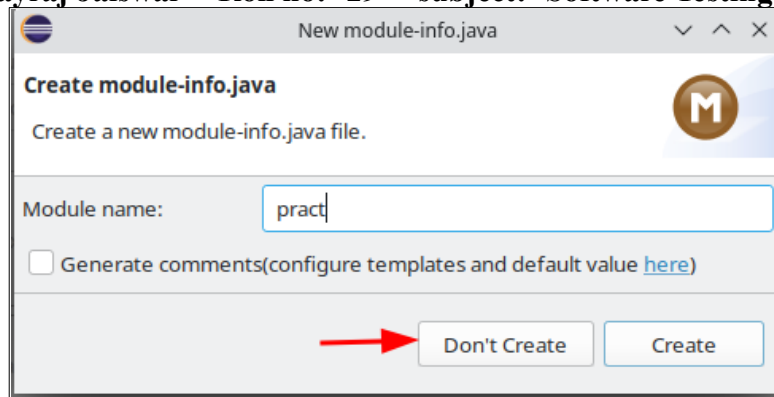 New module-info.java
Create module-info.java
Create a new module-info.java file.
M
Module name:
pract
Generate comments(configure templates and default value here)
Don't Create
Create